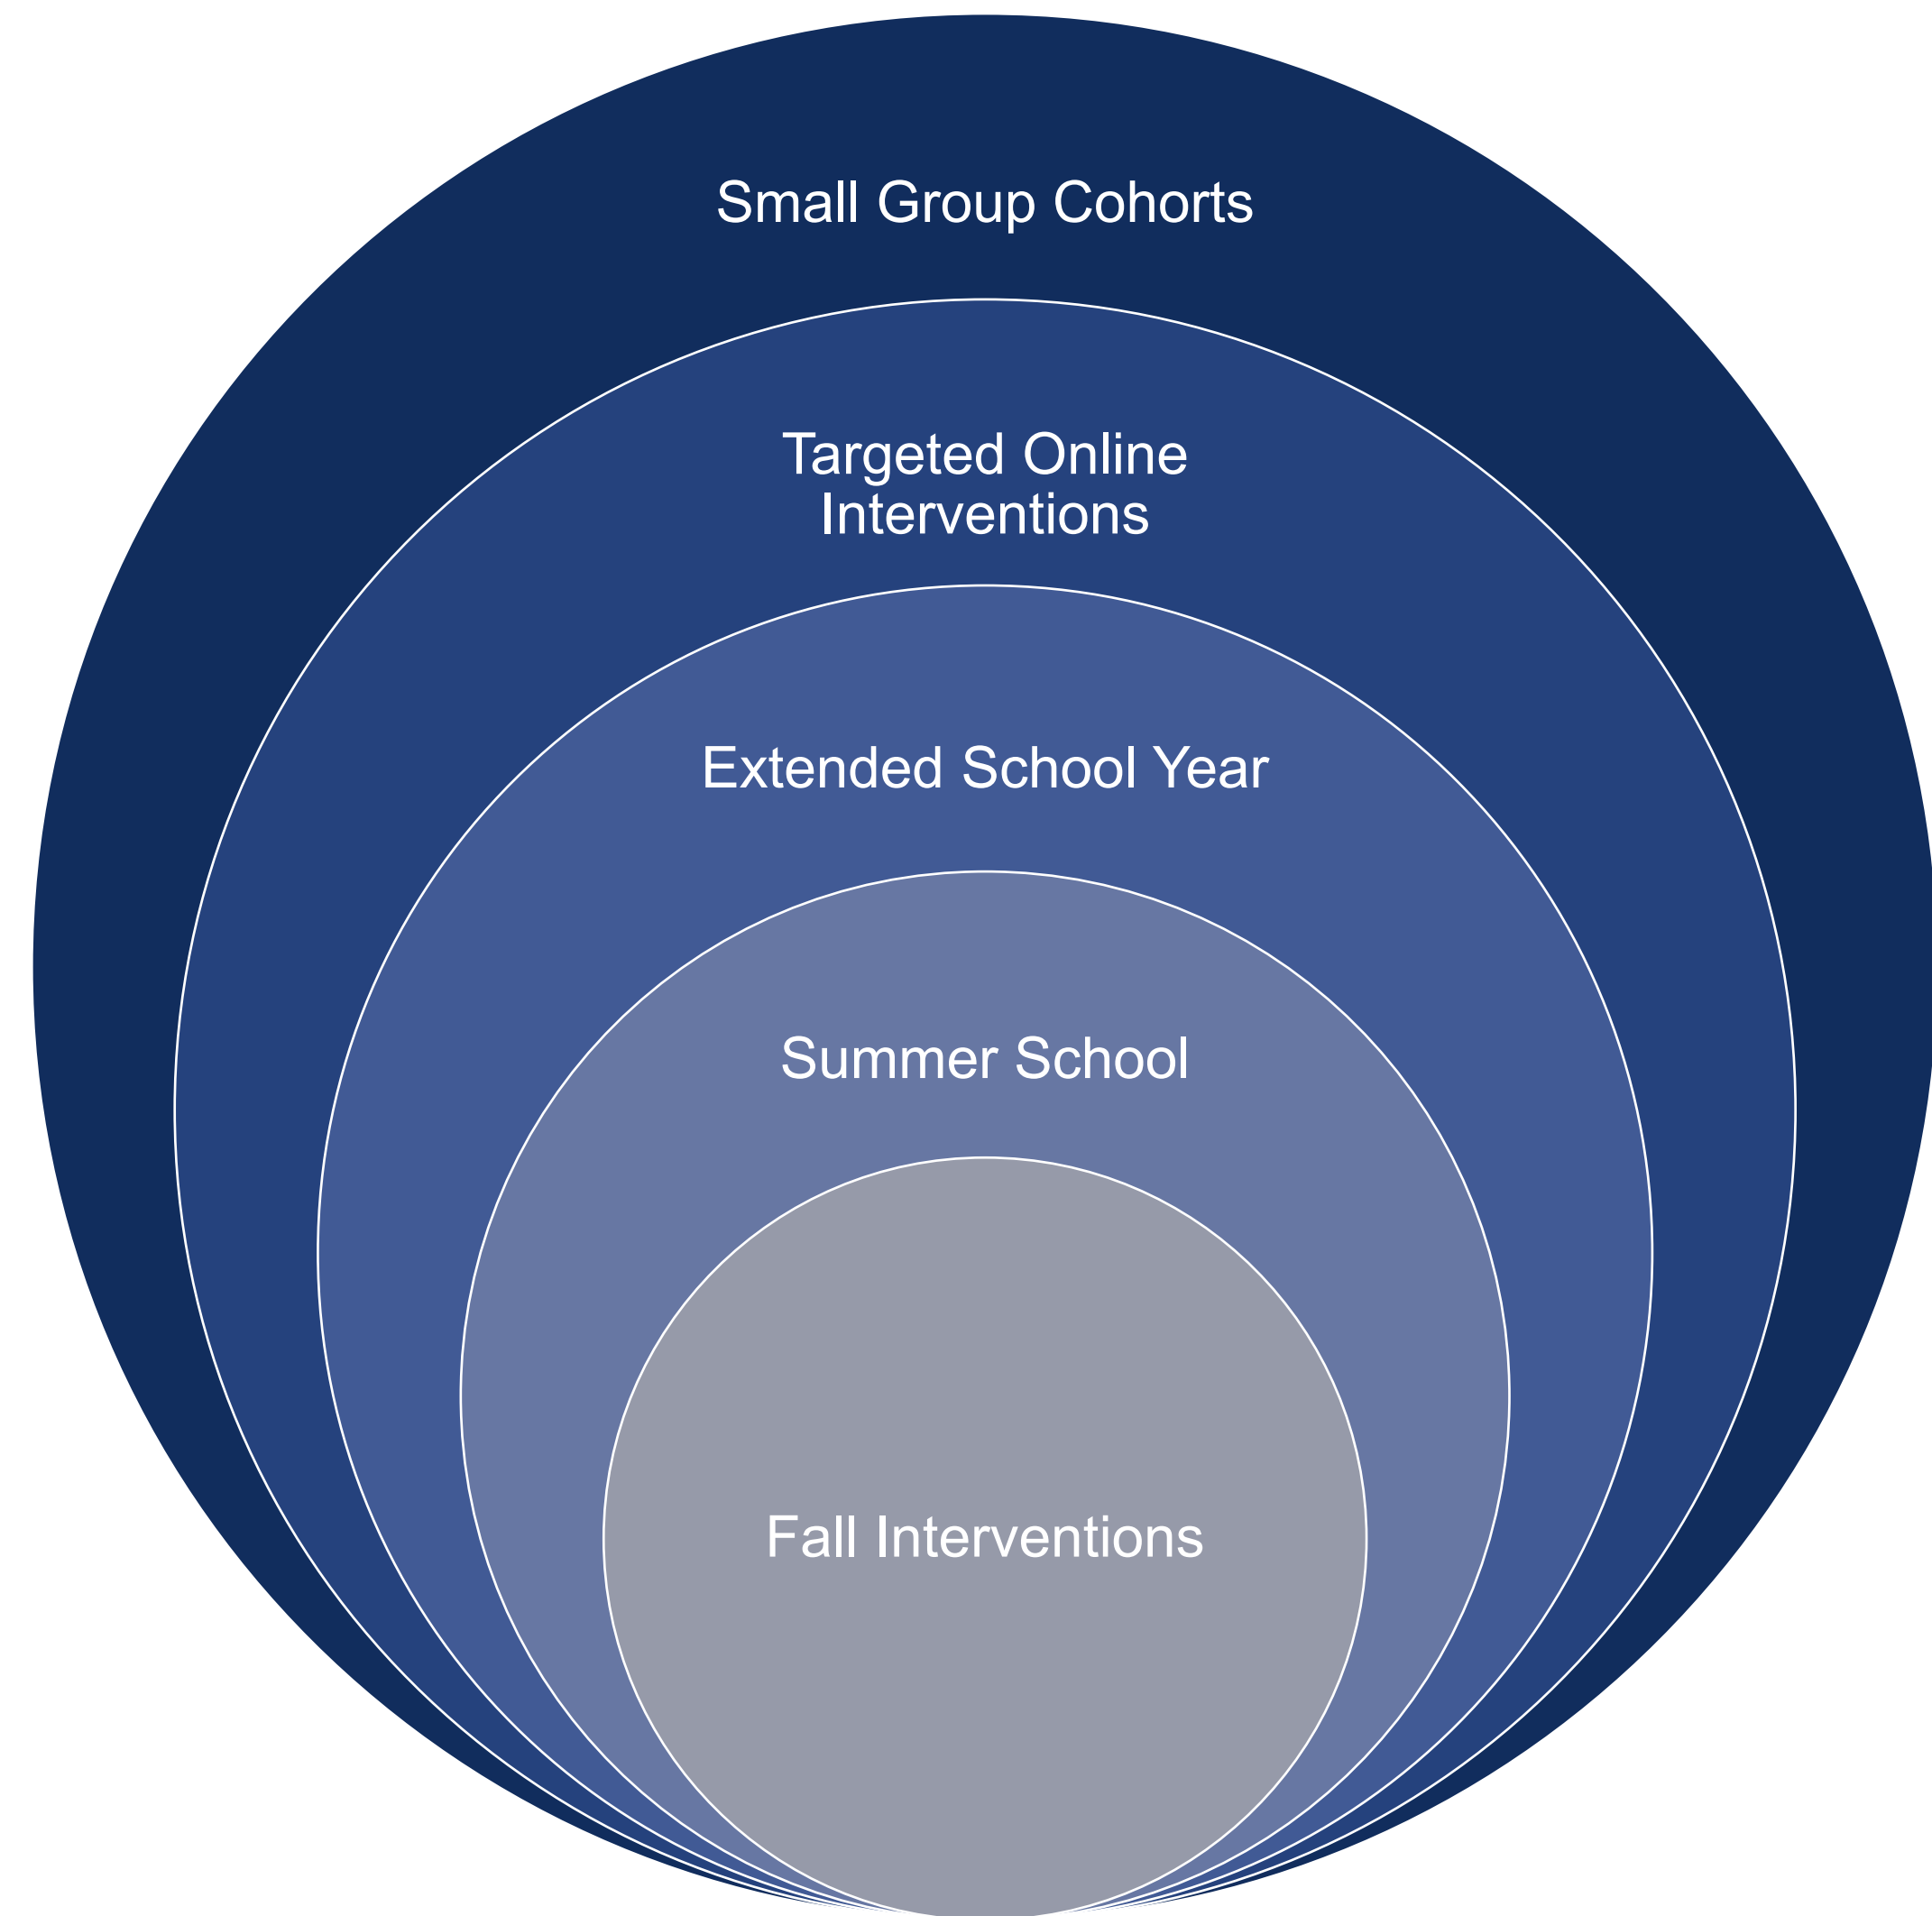 Small Group Cohorts
Targeted Online
Interventions
Extended School Year
Summer School
Fall Interventions